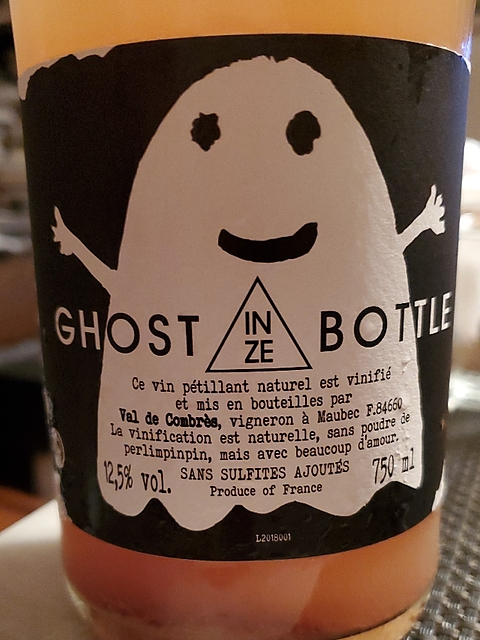 GHOST IN ZE BOTTLE
Ce vin pétillant naturel est vinifié
et mis en bouteilles par
Val de Combrès, vigneron à Maubec F.84660
La vinification est naturelle, sans poudre de
perlimpinpin, mais avec beaucoup d'amour.
12,5% vol. SANS SULFITES AJOUTÉS 750 ml
Produce of France
L2018001